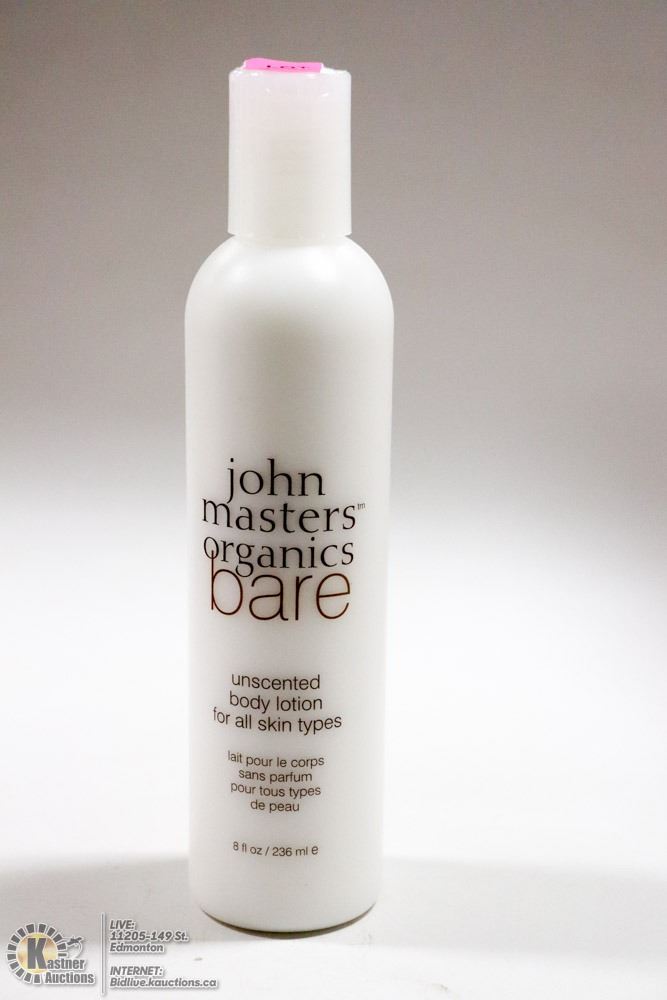 LOT
john
masters™
organics
bare
unscented
body lotion
for all skin types
lait pour le corps
sans parfum
pour tous types
de peau
8 fl oz / 236 ml e
Kastner
Auctions
LIVE:
11205-149 St.
Edmonton
INTERNET:
Bidlive.kauctions.ca